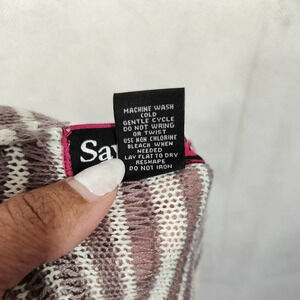 MACHINE WASH
COLD
GENTLE CYCLE
DO NOT WRING
OR TWIST
USE NON CHLORINE
BLEACH WHEN
NEEDED
LAY FLAT TO DRY
RESHAPE
DO NOT IRON